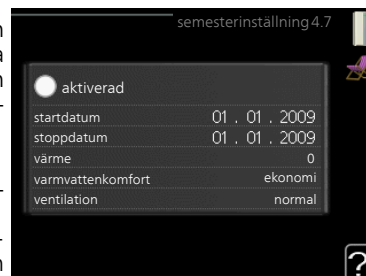 semesterinställning 4.7
aktiverad
startdatum 01 . 01 . 2009
stoppdatum 01 . 01 . 2009
värme 0
varmvattenkomfort ekonomi
ventilation normal
?